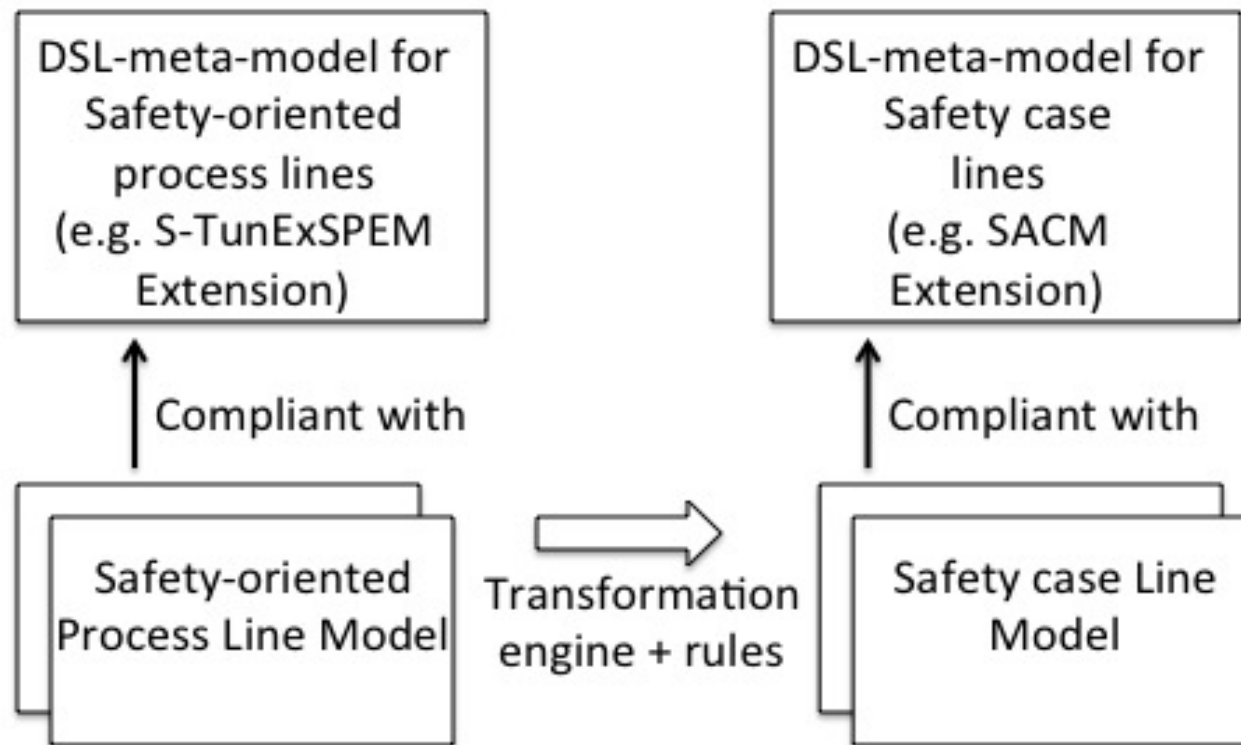 DSL-meta-model for
Safety-oriented
process lines
(e.g. S-TunExSPEM
Extension)
DSL-meta-model for
Safety case
lines
(e.g. SACM
Extension)
Compliant with
Compliant with
Safety-oriented
Process Line Model
Transformation
engine + rules
Safety case Line
Model